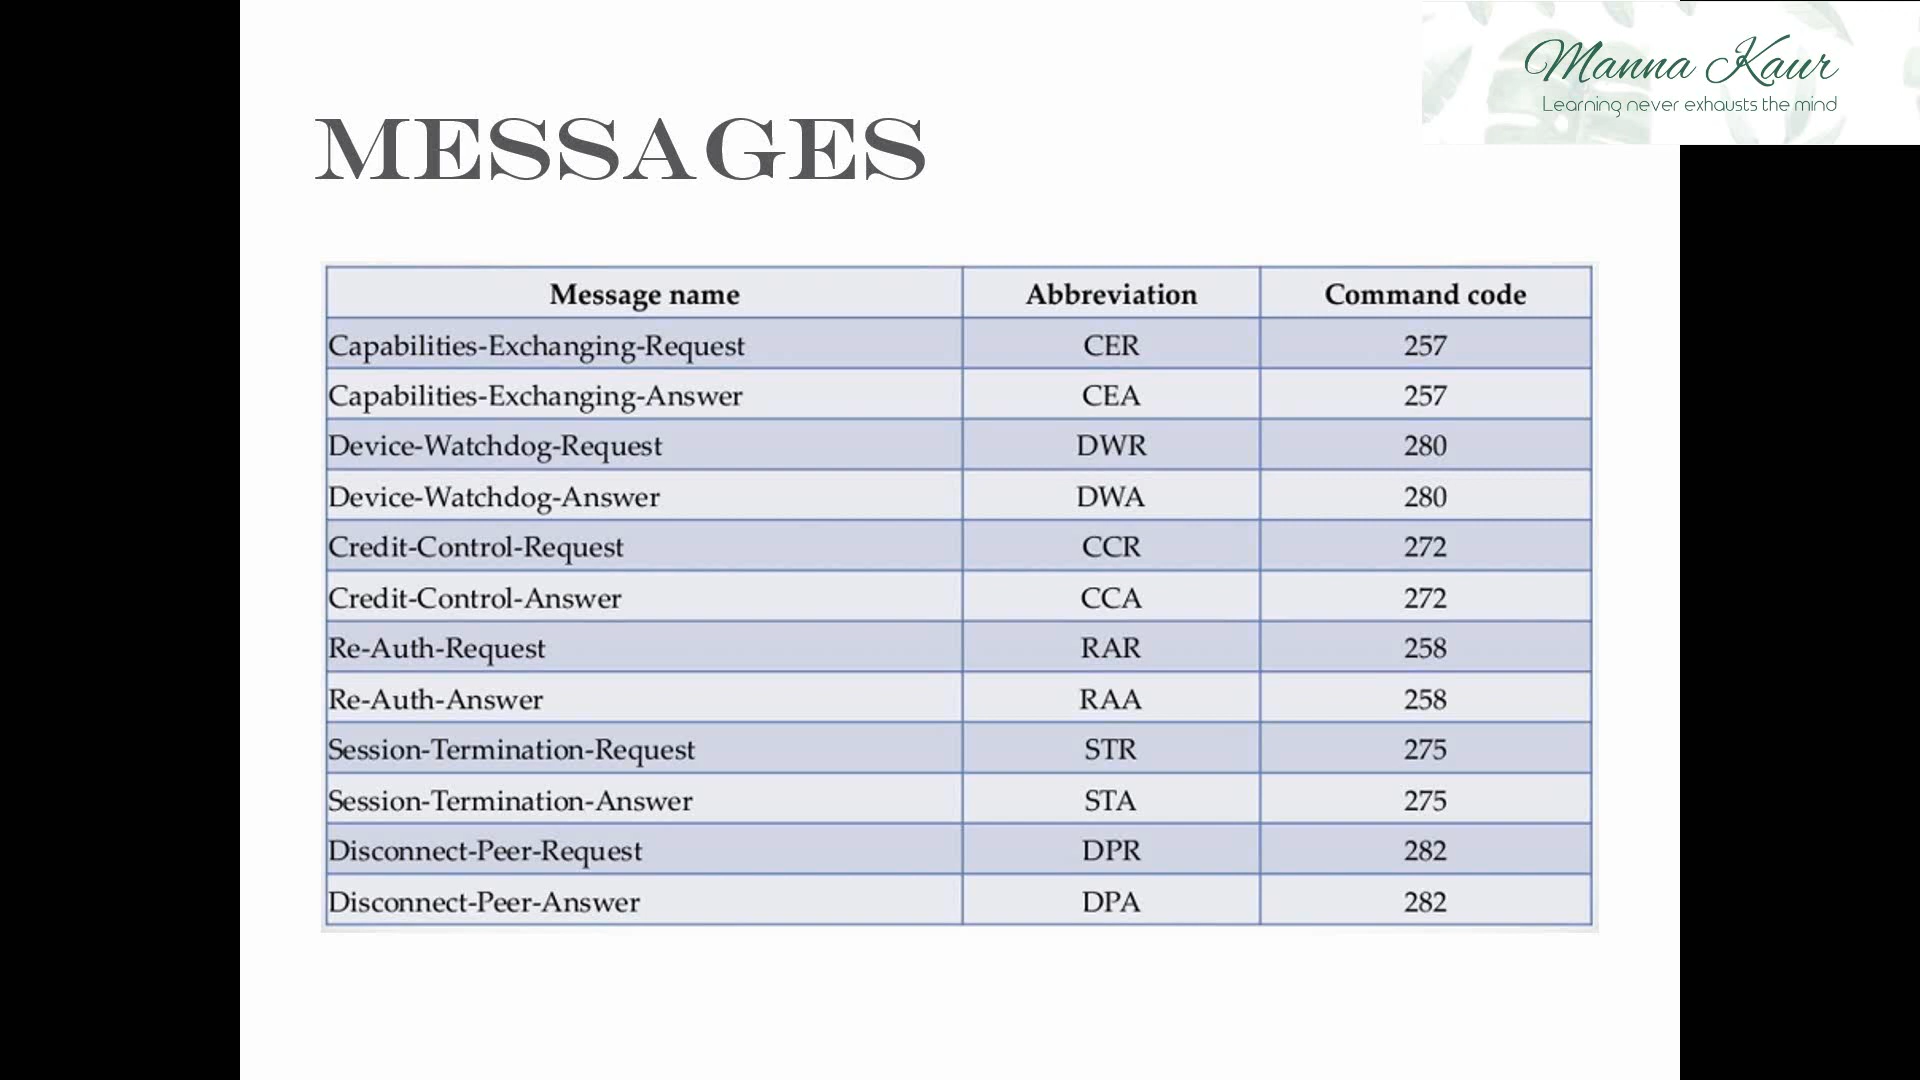 Manna Kaur
Learning never exhausts the mind
MESSAGES
Message name Abbreviation Command code
Capabilities-Exchanging-Request CER 257
Capabilities-Exchanging-Answer CEA 257
Device-Watchdog-Request DWR 280
Device-Watchdog-Answer DWA 280
Credit-Control-Request CCR 272
Credit-Control-Answer CCA 272
Re-Auth-Request RAR 258
Re-Auth-Answer RAA 258
Session-Termination-Request STR 275
Session-Termination-Answer STA 275
Disconnect-Peer-Request DPR 282
Disconnect-Peer-Answer DPA 282